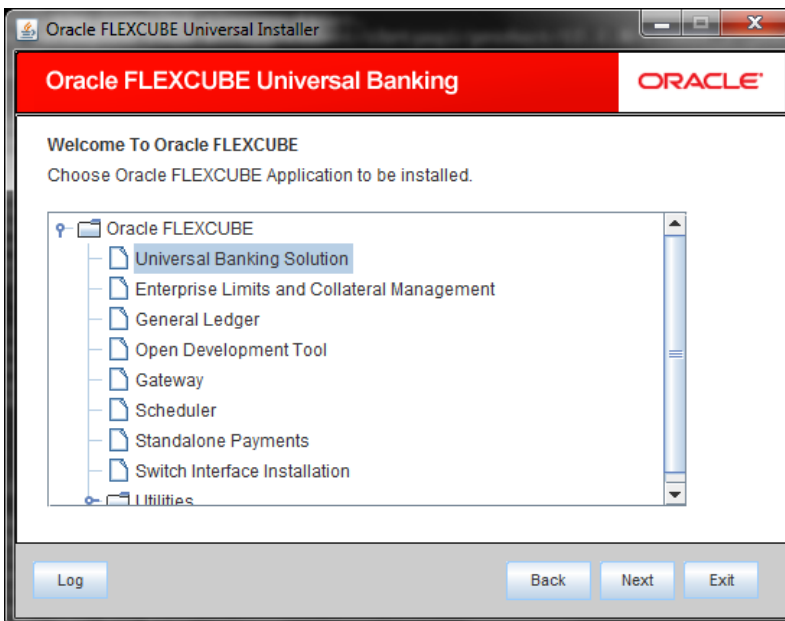 Oracle FLEXCUBE Universal Installer
Oracle FLEXCUBE Universal Banking
ORACLE
Welcome To Oracle FLEXCUBE
Choose Oracle FLEXCUBE Application to be installed.
Oracle FLEXCUBE
Universal Banking Solution
Enterprise Limits and Collateral Management
General Ledger
Open Development Tool
Gateway
Scheduler
Standalone Payments
Switch Interface Installation
Utilities
Log Back Next Exit